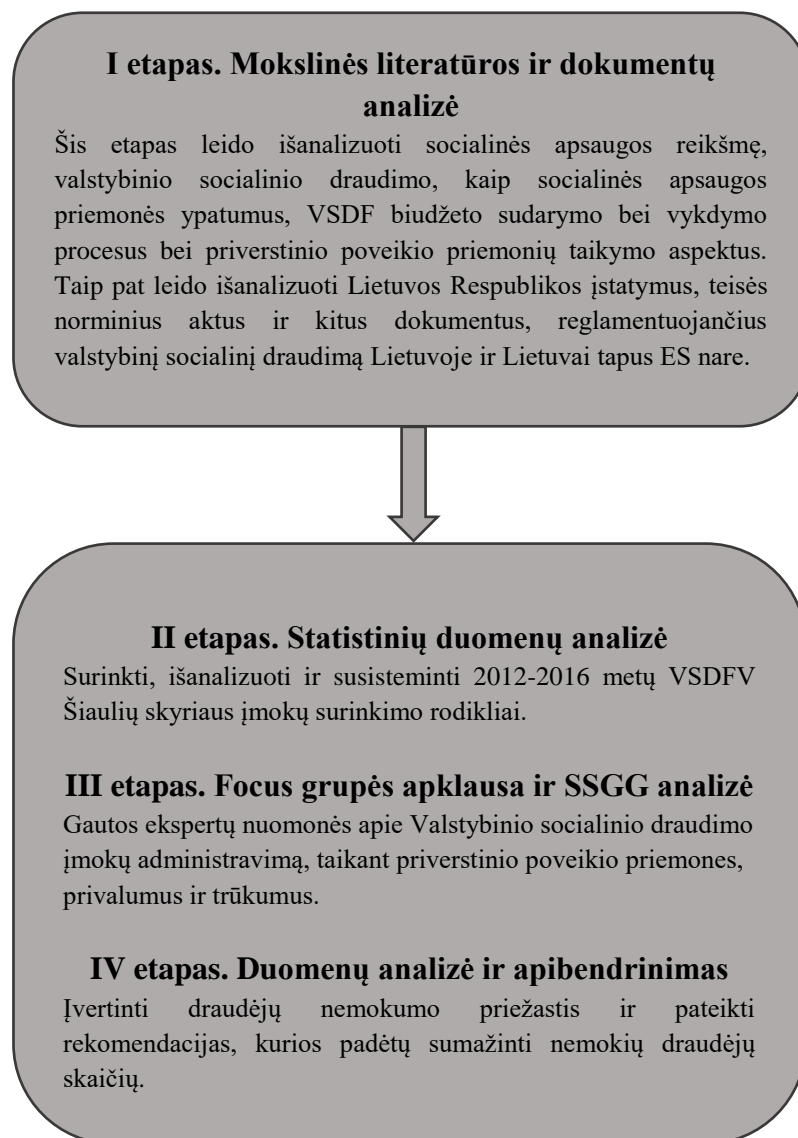 I etapas. Mokslinės literatūros ir dokumentų
analizė
Šis etapas leido išanalizuoti socialinės apsaugos reikšmę,
valstybinio socialinio draudimo, kaip socialinės apsaugos
priemonės ypatumus, VSDF biudžeto sudarymo bei vykdymo
procesus bei priverstinio poveikio priemonių taikymo aspektus.
Taip pat leido išanalizuoti Lietuvos Respublikos įstatymus, teisės
norminius aktus ir kitus dokumentus, reglamentuojančius
valstybinį socialinį draudimą Lietuvoje ir Lietuvai tapus ES nare.
II etapas. Statistinių duomenų analizė
Surinkti, išanalizuoti ir susisteminti 2012-2016 metų VSDFV
Šiaulių skyriaus įmokų surinkimo rodikliai.
III etapas. Focus grupės apklausa ir SSGG analizė
Gautos ekspertų nuomonės apie Valstybinio socialinio draudimo
įmokų administravimą, taikant priverstinio poveikio priemones,
privalumus ir trūkumus.
IV etapas. Duomenų analizė ir apibendrinimas
Įvertinti draudėjų nemokumo priežastis ir pateikti
rekomendacijas, kurios padėtų sumažinti nemokių draudėjų
skaičių.